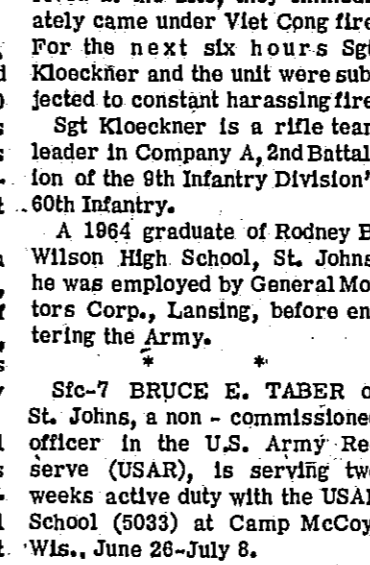 ately came under Viet Cong fire
For the next six hours Sgt
Kloeckner and the unit were sub
jected to constant harassing fire
Sgt Kloeckner is a rifle team
leader in Company A, 2nd Battal
ion of the 9th Infantry Division'
60th Infantry.
A 1964 graduate of Rodney B
Wilson High School, St. Johns
he was employed by General Mo
tors Corp., Lansing, before en
tering the Army.
* *
Sfc-7 BRUCE E. TABER o
St. Johns, a non - commissioned
officer in the U.S. Army Re
serve (USAR), is serving two
weeks active duty with the USAR
School (5033) at Camp McCoy
Wis., June 26-July 8.